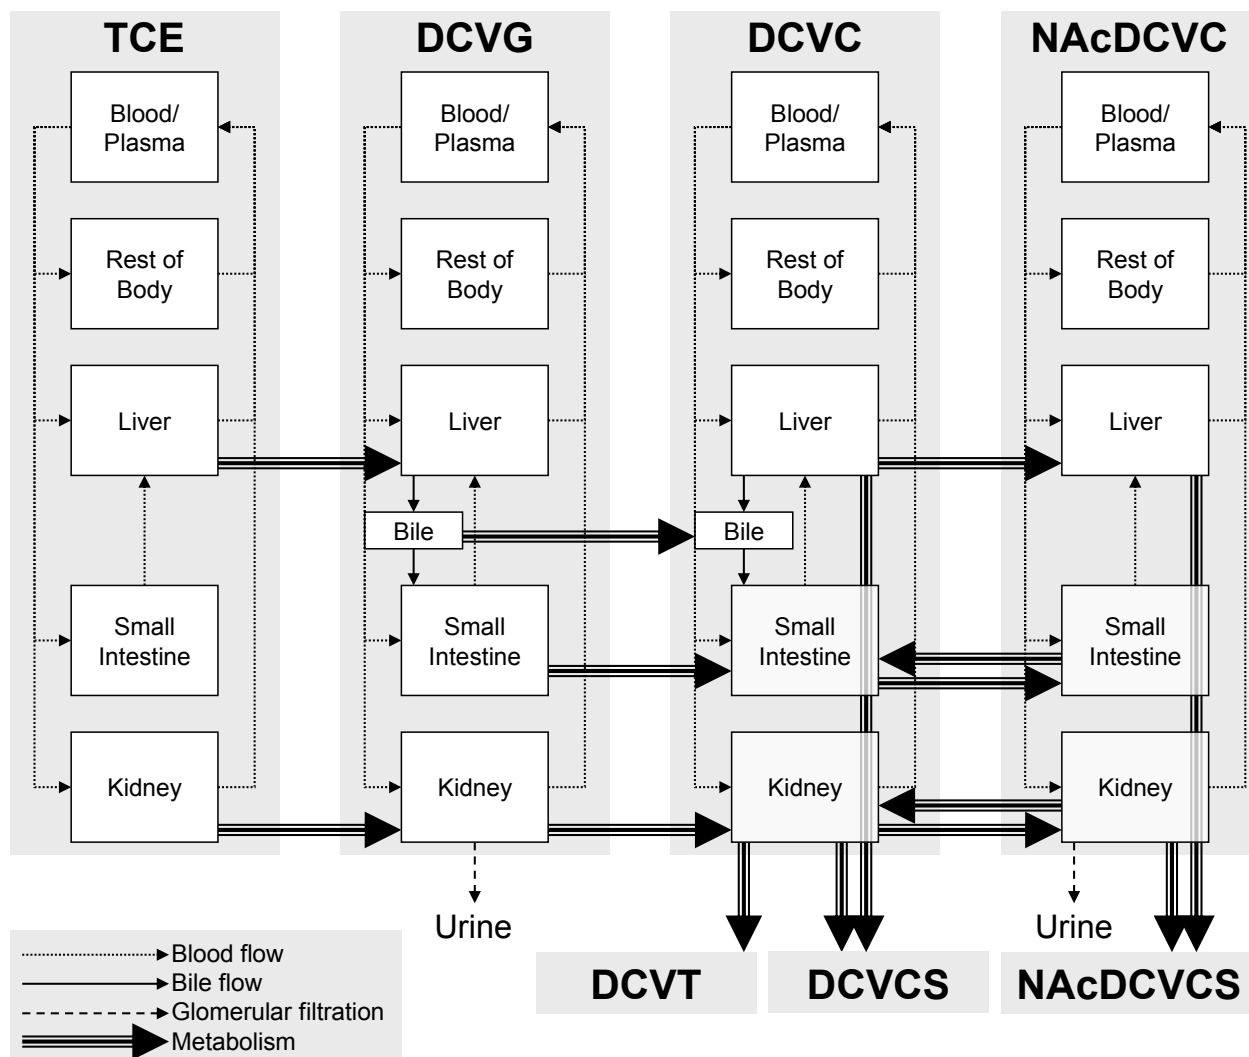 TCE
DCVG
DCVC
NAcDCVC
Blood/
Plasma
Blood/
Plasma
Blood/
Plasma
Blood/
Plasma
Rest of
Body
Rest of
Body
Rest of
Body
Rest of
Body
Liver
Liver
Liver
Liver
Bile
Bile
Small
Intestine
Small
Intestine
Small
Intestine
Small
Intestine
Kidney
Kidney
Kidney
Kidney
Urine
Urine
DCVT
DCVCS
NAcDCVCS
Blood flow
Bile flow
Glomerular filtration
Metabolism